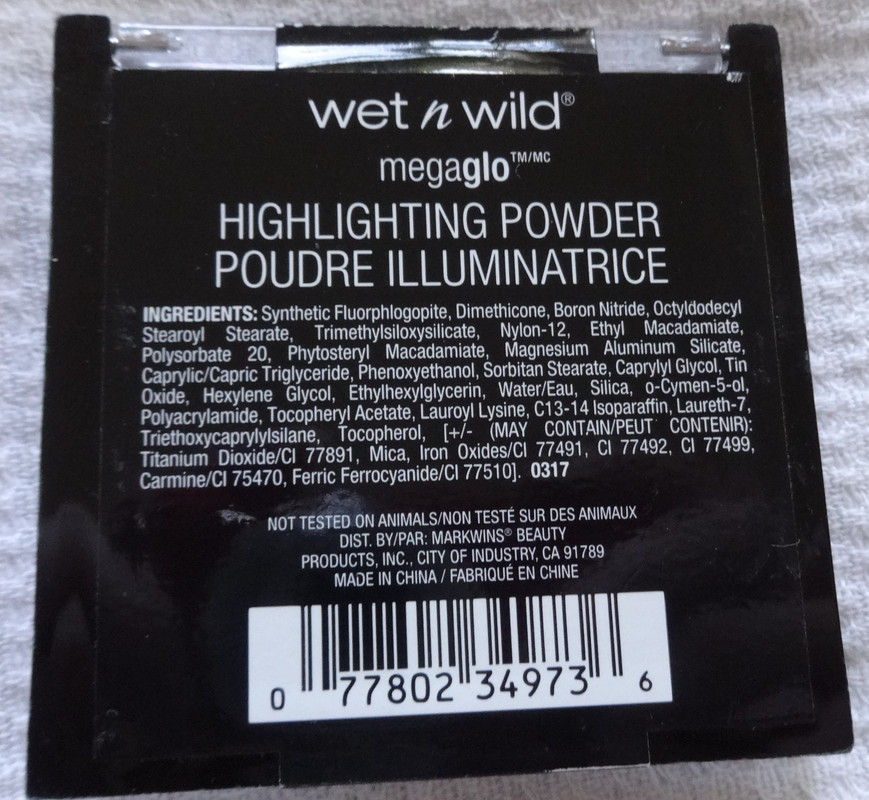 wet n wild®
megaglo™/MC
HIGHLIGHTING POWDER
POUDRE ILLUMINATRICE
INGREDIENTS: Synthetic Fluorphlogopite, Dimethicone, Boron Nitride, Octyldodecyl
Stearoyl Stearate, Trimethylsiloxysilicate, Nylon-12, Ethyl Macadamiate,
Polysorbate 20, Phytosteryl Macadamiate, Magnesium Aluminum Silicate,
Caprylic/Capric Triglyceride, Phenoxyethanol, Sorbitan Stearate, Caprylyl Glycol, Tin
Oxide, Hexylene Glycol, Ethylhexylglycerin, Water/Eau, Silica, o-Cymen-5-ol,
Polyacrylamide, Tocopheryl Acetate, Lauroyl Lysine, C13-14 Isoparaffin, Laureth-7,
Triethoxycaprylylsilane, Tocopherol, [+/- (MAY CONTAIN/PEUT CONTENIR):
Titanium Dioxide/CI 77891, Mica, Iron Oxides/CI 77491, CI 77492, CI 77499,
Carmine/CI 75470, Ferric Ferrocyanide/CI 77510]. 0317
NOT TESTED ON ANIMALS/NON TESTÉ SUR DES ANIMAUX
DIST. BY/PAR: MARKWINS® BEAUTY
PRODUCTS, INC., CITY OF INDUSTRY, CA 91789
MADE IN CHINA / FABRIQUÉ EN CHINE
0 77802 34973 6